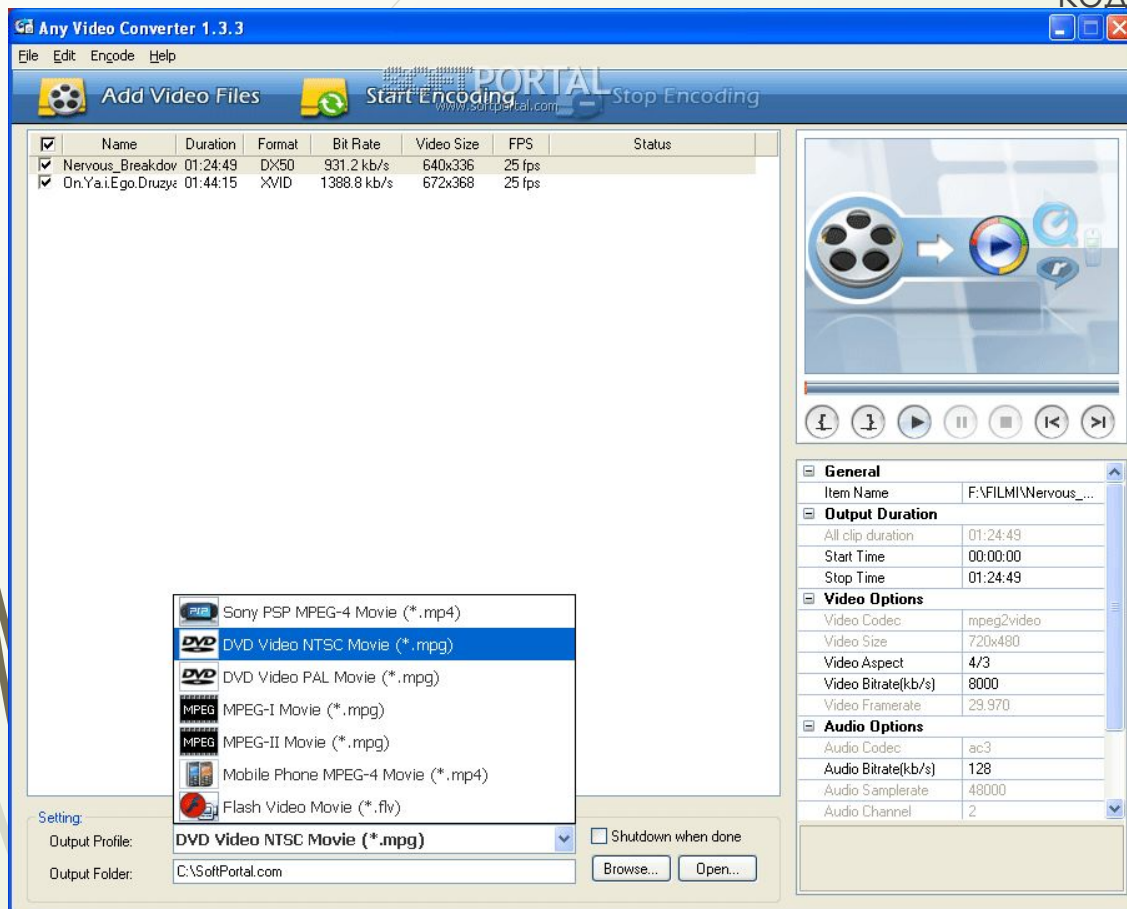 Any Video Converter 1.3.3
File Edit Encode Help
Add Video Files Start Encoding Stop Encoding
SOFTPORTAL
www.softportal.com
Name Duration Format Bit Rate Video Size FPS Status
Nervous_Breakdov 01:24:49 DX50 931.2 kb/s 640x336 25 fps
On.Ya.i.Ego.Druzya 01:44:15 XVID 1388.8 kb/s 672x368 25 fps
General
Item Name F:\FILMI\Nervous_...
Output Duration
All clip duration 01:24:49
Start Time 00:00:00
Stop Time 01:24:49
Video Options
Video Codec mpeg2video
Video Size 720x480
Video Aspect 4/3
Video Bitrate(kb/s) 8000
Video Framerate 29.970
Audio Options
Audio Codec ac3
Audio Bitrate(kb/s) 128
Audio Samplerate 48000
Audio Channel 2
PSP Sony PSP MPEG-4 Movie (*.mp4)
DVD DVD Video NTSC Movie (*.mpg)
DVD DVD Video PAL Movie (*.mpg)
MPEG MPEG-I Movie (*.mpg)
MPEG MPEG-II Movie (*.mpg)
Mobile Phone MPEG-4 Movie (*.mp4)
Flash Video Movie (*.flv)
Setting:
Output Profile: DVD Video NTSC Movie (*.mpg) Shutdown when done
Output Folder: C:\SoftPortal.com Browse... Open...